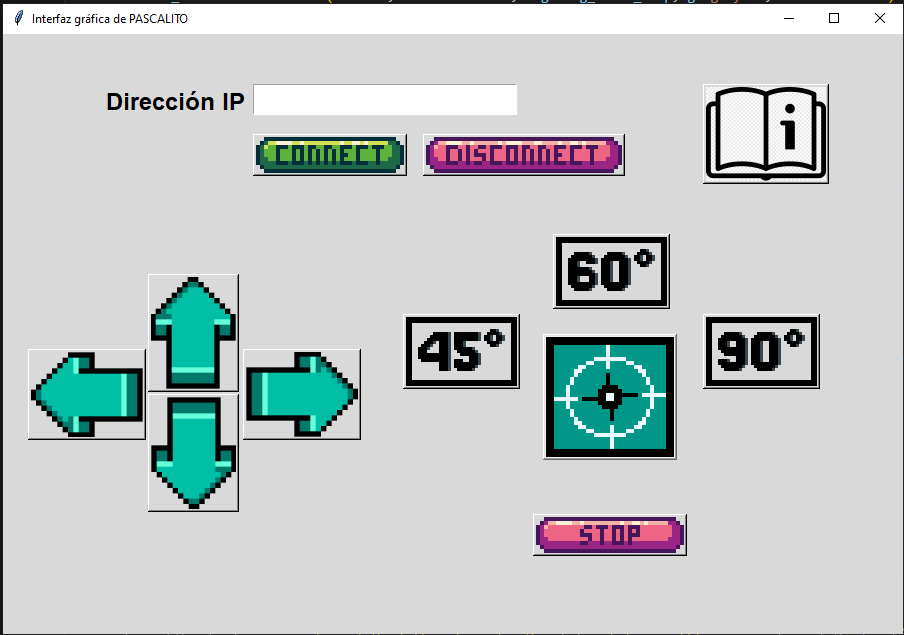 Interfaz gráfica de PASCALITO
Dirección IP
CONNECT DISCONNECT
i
60°
45° 90°
STOP